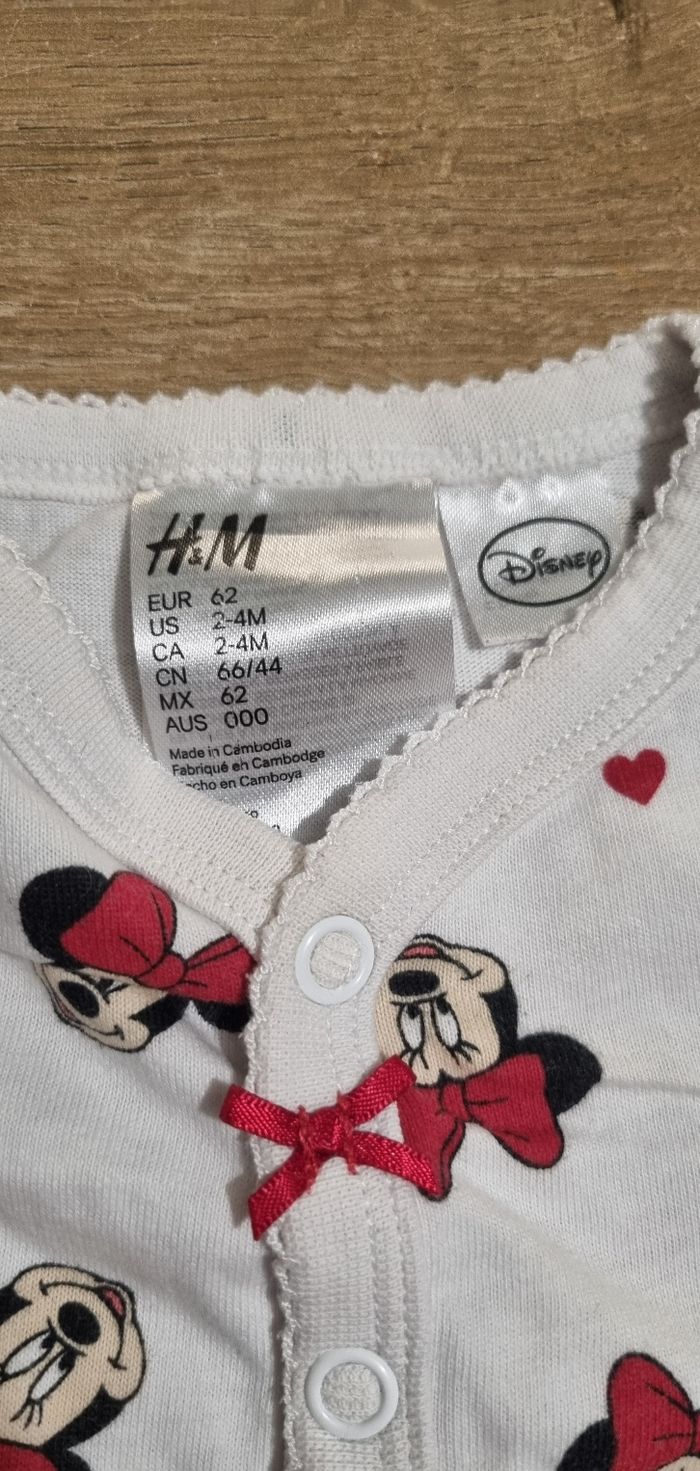 H&M
Disney
EUR 62
US 2-4M
CA 2-4M
CN 66/44
MX 62
AUS 000
Made in Cambodia
Fabriqué en Cambodge
cho en Camboya